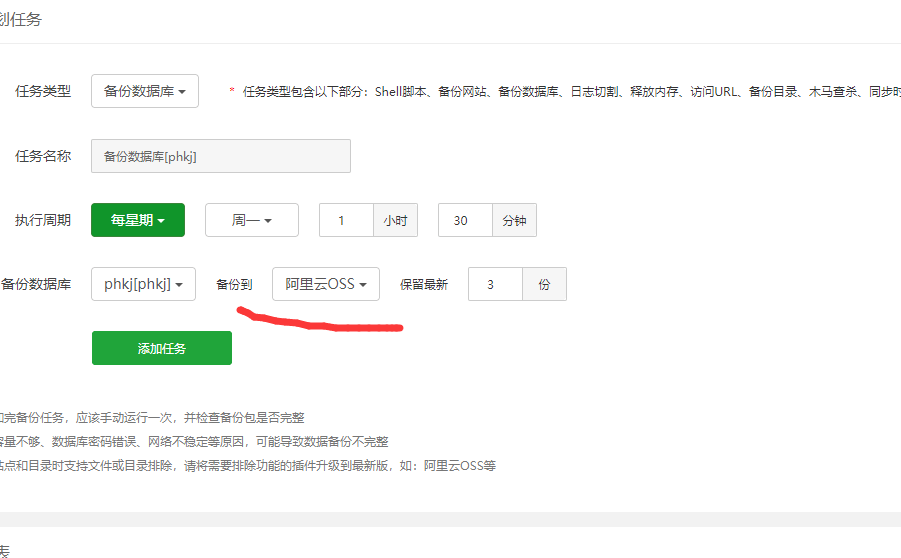 划任务
任务类型 备份数据库 * 任务类型包含以下部分：Shell脚本、备份网站、备份数据库、日志切割、释放内存、访问URL、备份目录、木马查杀、同步时
任务名称 备份数据库[phkj]
执行周期 每星期 周一 1 小时 30 分钟
备份数据库 phkj[phkj] 备份到 阿里云OSS 保留最新 3 份
添加任务
完备份任务，应该手动运行一次，并检查备份包是否完整
容量不够、数据库密码错误、网络不稳定等原因，可能导致数据备份不完整
站点和目录时支持文件或目录排除，请将需要排除功能的插件升级到最新版，如：阿里云OSS等
表